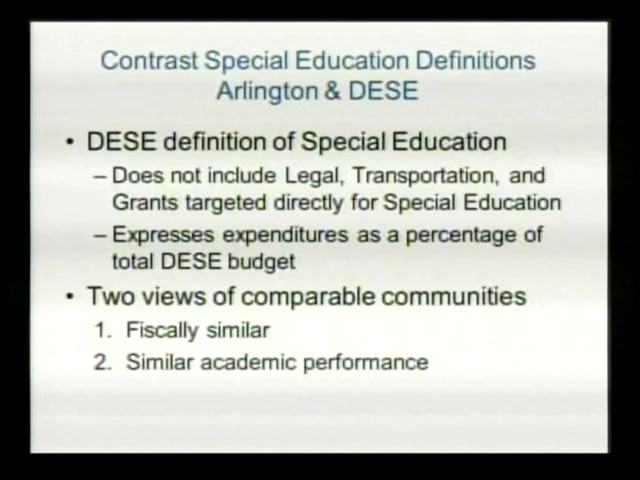 Contrast Special Education Definitions
Arlington & DESE
• DESE definition of Special Education
– Does not include Legal, Transportation, and
Grants targeted directly for Special Education
– Expresses expenditures as a percentage of
total DESE budget
• Two views of comparable communities
1. Fiscally similar
2. Similar academic performance